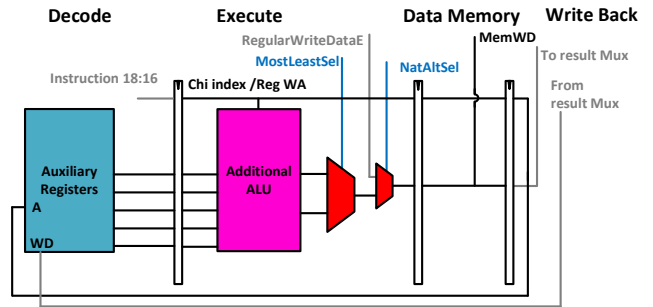 Decode
Execute
Data Memory
Write Back
RegularWriteDataE
MemWD
MostLeastSel
NatAltSel
To result Mux
Instruction 18:16
Chi index /Reg WA
From
result Mux
Auxiliary
Registers
A
WD
Additional
ALU